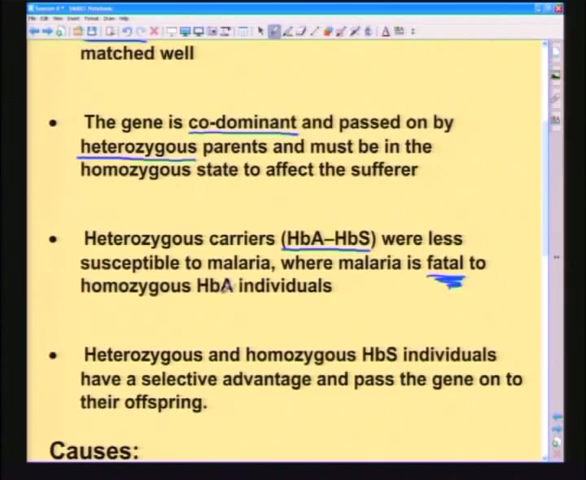 matched well
• The gene is co-dominant and passed on by
heterozygous parents and must be in the
homozygous state to affect the sufferer
• Heterozygous carriers (HbA–HbS) were less
susceptible to malaria, where malaria is fatal to
homozygous HbA individuals
• Heterozygous and homozygous HbS individuals
have a selective advantage and pass the gene on to
their offspring.
Causes: